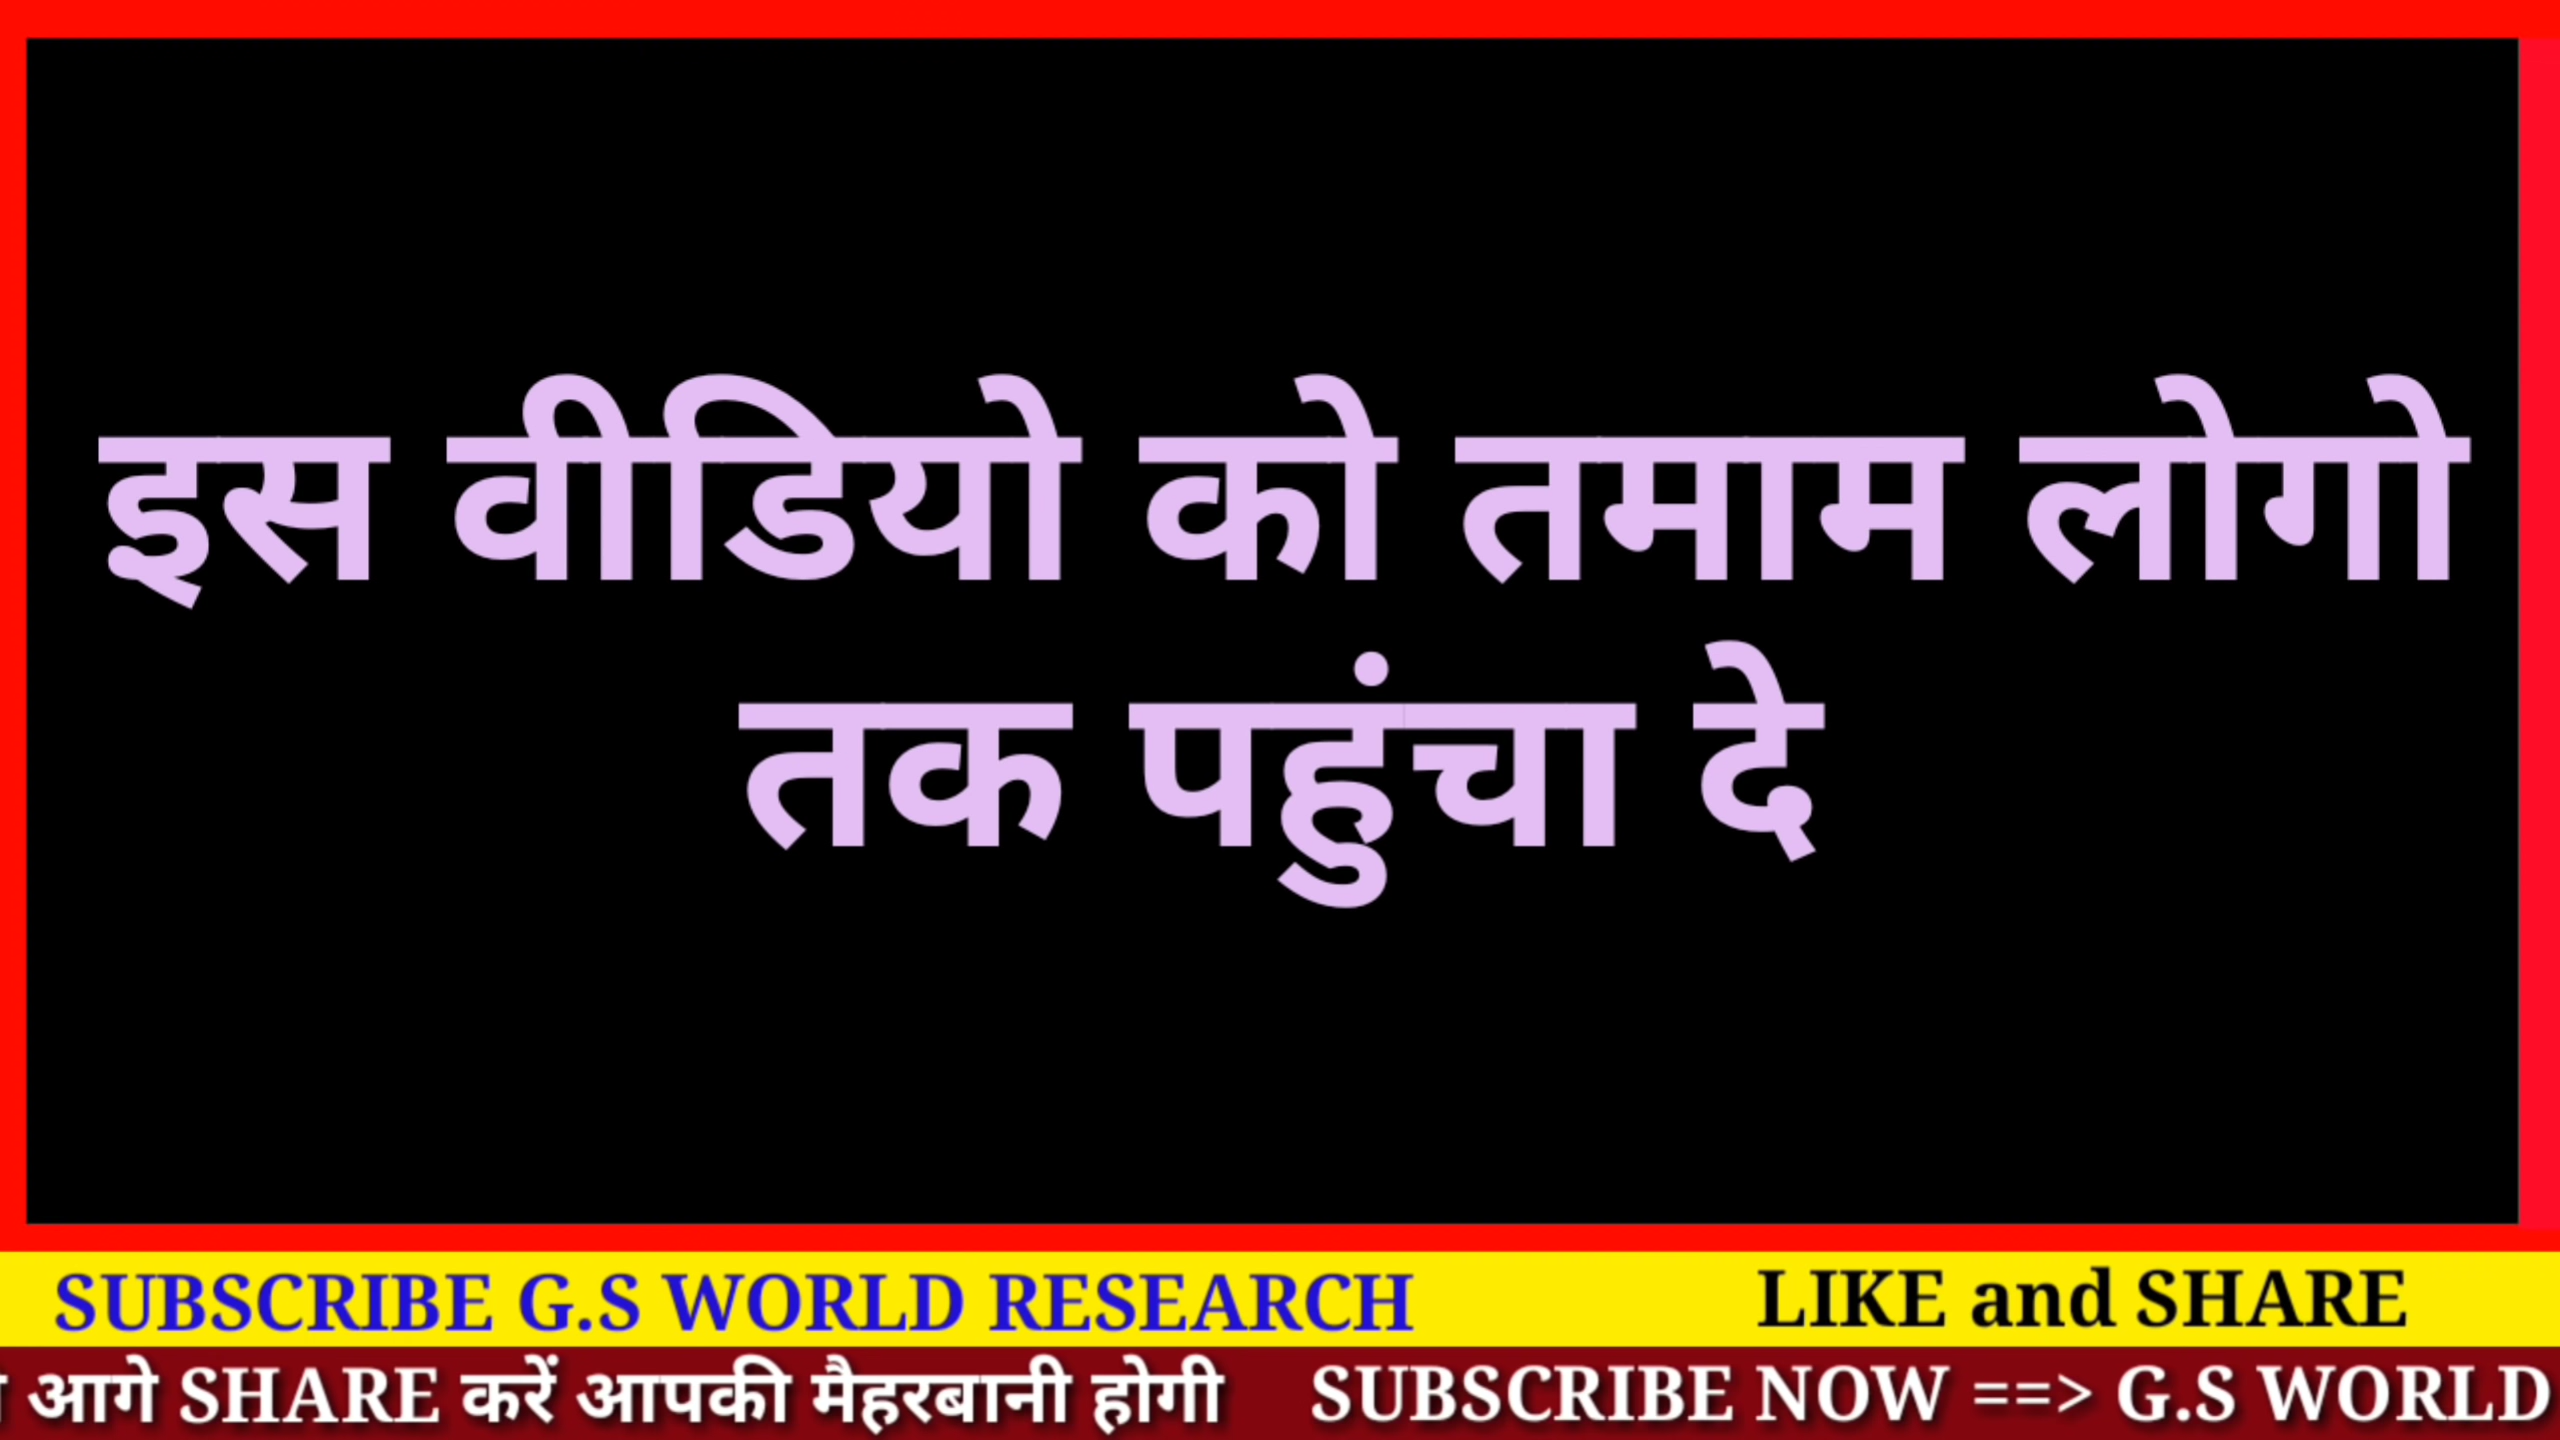 इस वीडियो को तमाम लोगो
तक पहुंचा दे
SUBSCRIBE G.S WORLD RESEARCH LIKE and SHARE
आगे SHARE करें आपकी मैहरबानी होगी SUBSCRIBE NOW ==> G.S WORLD